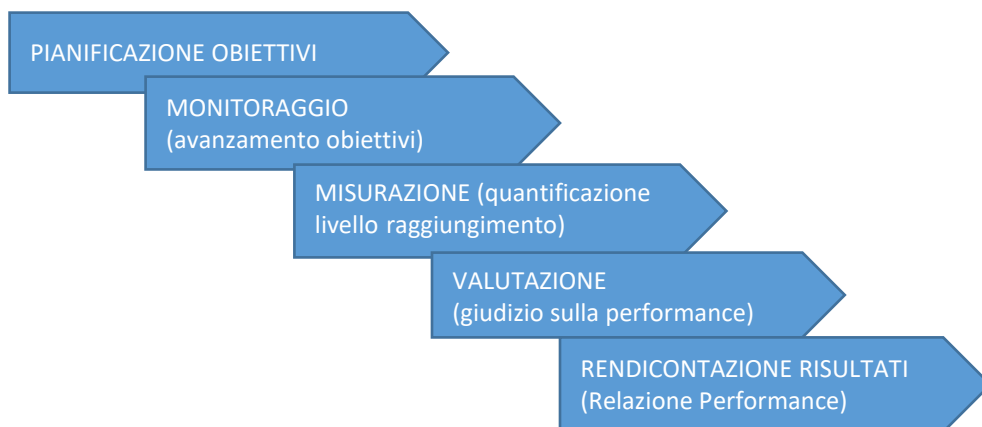 PIANIFICAZIONE OBIETTIVI
MONITORAGGIO
(avanzamento obiettivi)
MISURAZIONE (quantificazione
livello raggiungimento)
VALUTAZIONE
(giudizio sulla performance)
RENDICONTAZIONE RISULTATI
(Relazione Performance)